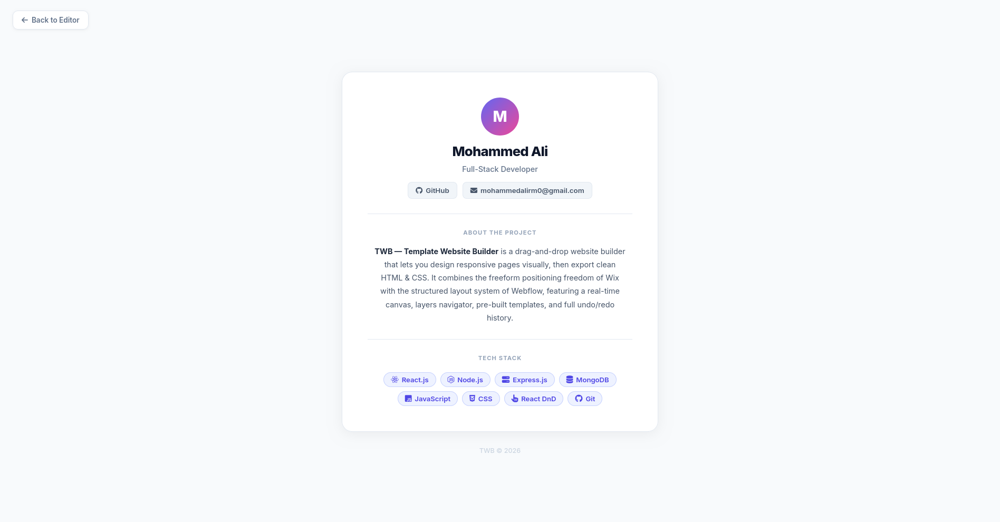 Back to Editor
M
Mohammed Ali
Full-Stack Developer
GitHub mohammedalirm0@gmail.com
ABOUT THE PROJECT
TWB — Template Website Builder is a drag-and-drop website builder
that lets you design responsive pages visually, then export clean
HTML & CSS. It combines the freeform positioning freedom of Wix
with the structured layout system of Webflow, featuring a real-time
canvas, layers navigator, pre-built templates, and full undo/redo
history.
TECH STACK
React.js Node.js Express.js MongoDB
JavaScript CSS React DnD Git
TWB © 2026